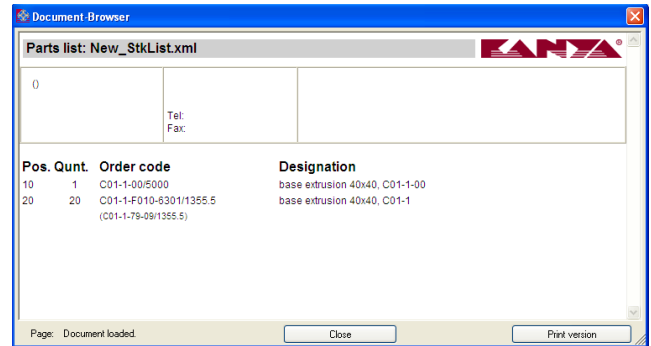 Document-Browser
Parts list: New_StkList.xml
KANYA®
()
Tel:
Fax:
Pos. Qunt. Order code Designation
10 1 C01-1-00/5000 base extrusion 40x40, C01-1-00
20 20 C01-1-F010-6301/1355.5 base extrusion 40x40, C01-1
(C01-1-79-09/1355.5)
Page: Document loaded. Close Print version